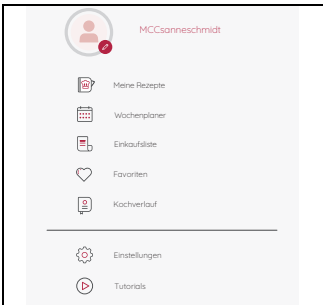 MCCsanneschmidt
Meine Rezepte
Wochenplaner
Einkaufsliste
Favoriten
Kochverlauf
Einstellungen
Tutorials